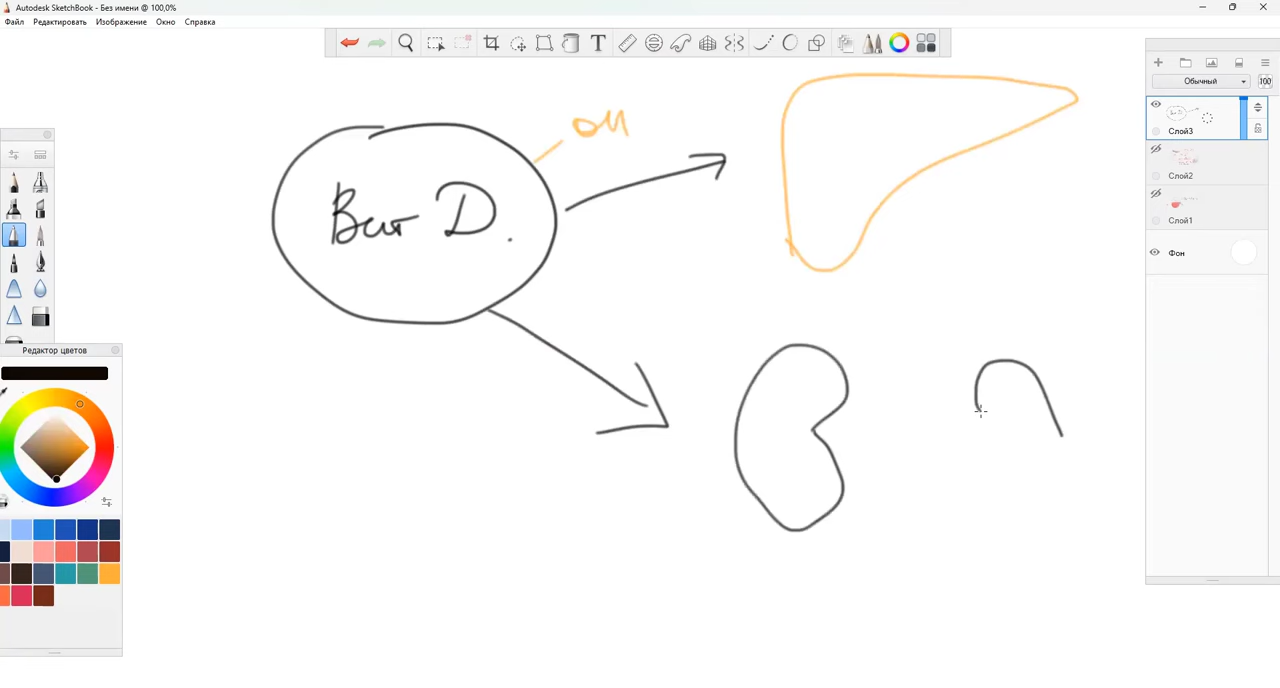 Autodesk SketchBook - Без имени @ 100,0%
Файл Редактировать Изображение Окно Справка
Обычный 100
Слой3
Слой2
Слой1
Фон
Редактор цветов
Вит D.
OH
Вит D